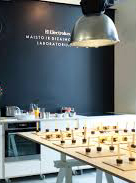 Electrolux
MAISTO IR DIZAINO
LABORATORIJA